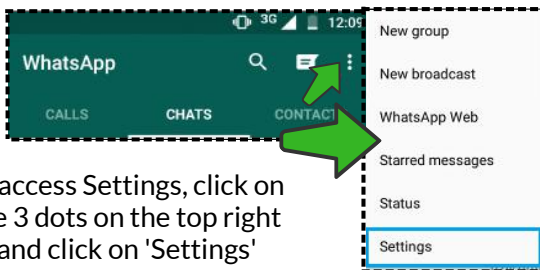 3G 12:09
WhatsApp
CALLS CHATS CONTACT
access Settings, click on
3 dots on the top right
and click on 'Settings'
New group
New broadcast
WhatsApp Web
Starred messages
Status
Settings